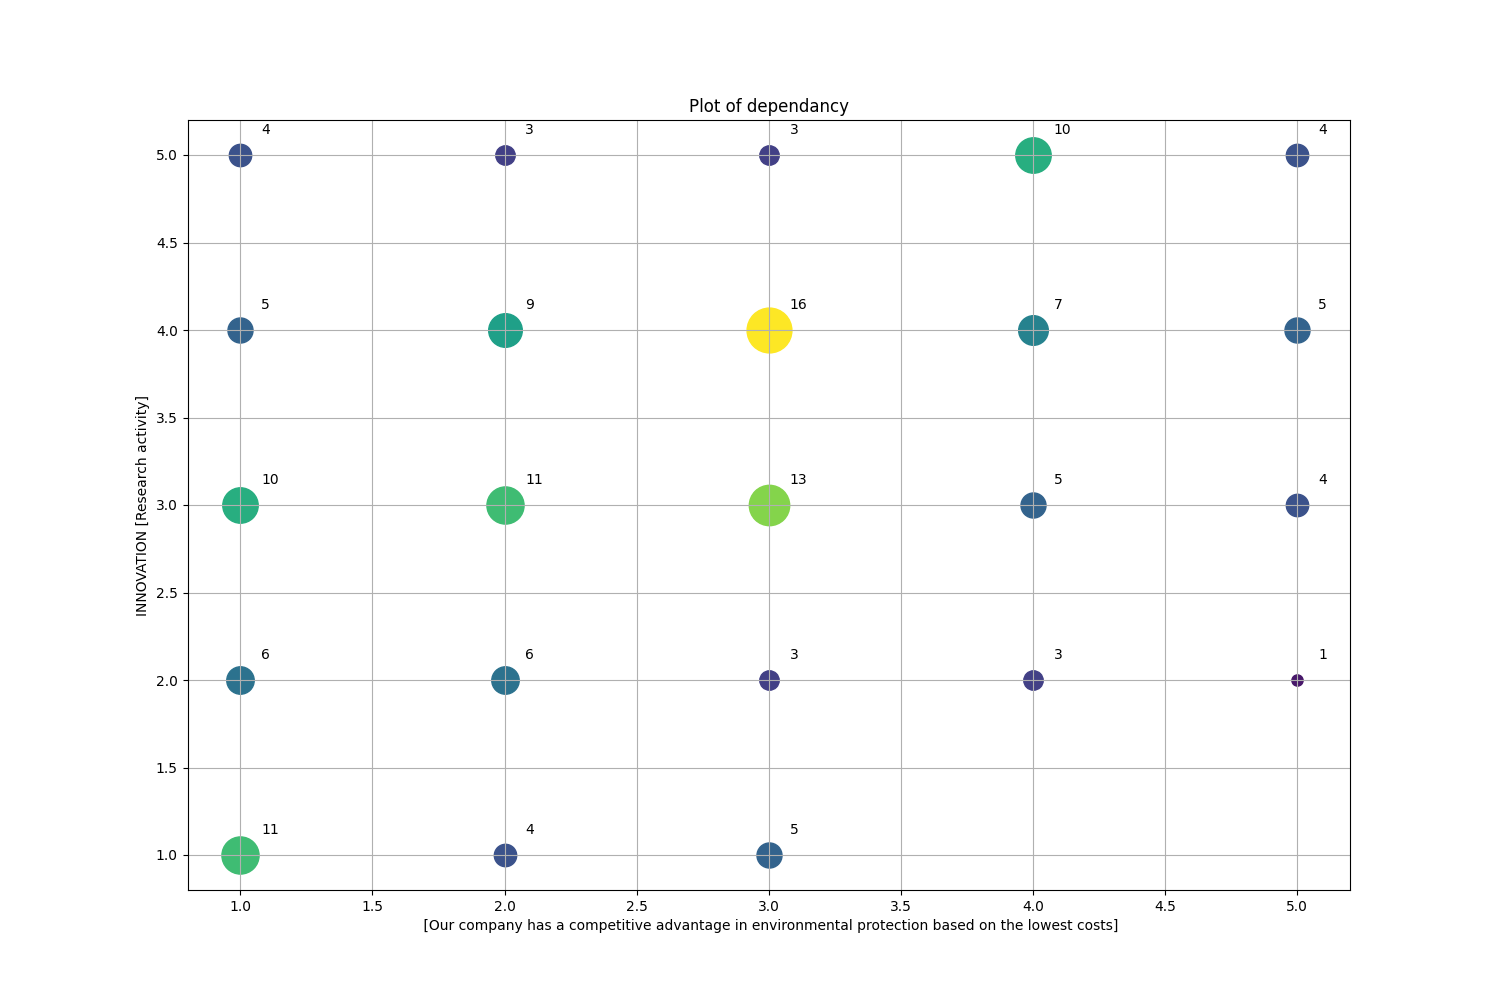 Plot of dependancy
4 3 3 10 4
5.0
4.5
5 9 16 7 5
4.0
3.5
10 11 13 5 4
3.0
2.5
6 6 3 3 1
2.0
1.5
11 4 5
1.0
INNOVATION [Research activity]
1.0 1.5 2.0 2.5 3.0 3.5 4.0 4.5 5.0
[Our company has a competitive advantage in environmental protection based on the lowest costs]